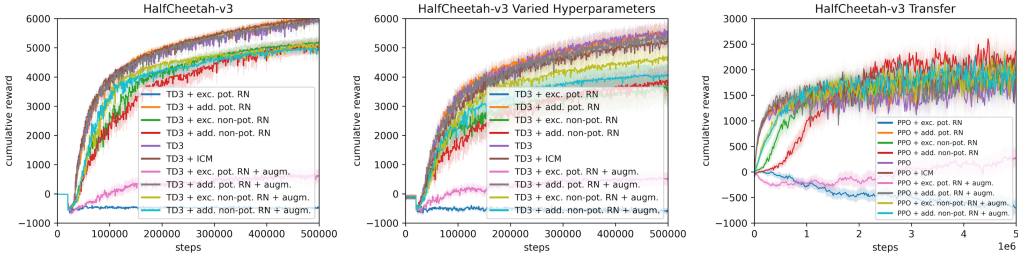 HalfCheetah-v3
cumulative reward
6000
5000
4000
3000
2000
1000
0
−1000
0
100000
200000
300000
400000
500000
steps
TD3 + exc. pot. RN
TD3 + add. pot. RN
TD3 + exc. non-pot. RN
TD3 + add. non-pot. RN
TD3
TD3 + ICM
TD3 + exc. pot. RN + augm.
TD3 + add. pot. RN + augm.
TD3 + exc. non-pot. RN + augm.
TD3 + add. non-pot. RN + augm.
HalfCheetah-v3 Varied Hyperparameters
cumulative reward
6000
5000
4000
3000
2000
1000
0
−1000
0
100000
200000
300000
400000
500000
steps
TD3 + exc. pot. RN
TD3 + add. pot. RN
TD3 + exc. non-pot. RN
TD3 + add. non-pot. RN
TD3
TD3 + ICM
TD3 + exc. pot. RN + augm.
TD3 + add. pot. RN + augm.
TD3 + exc. non-pot. RN + augm.
TD3 + add. non-pot. RN + augm.
HalfCheetah-v3 Transfer
cumulative reward
3000
2500
2000
1500
1000
500
0
−500
−1000
0
1
2
3
4
5
1e6
steps
PPO + exc. pot. RN
PPO + add. pot. RN
PPO + exc. non-pot. RN
PPO + add. non-pot. RN
PPO
PPO + ICM
PPO + exc. pot. RN + augm.
PPO + add. pot. RN + augm.
PPO + exc. non-pot. RN + augm.
PPO + add. non-pot. RN + augm.